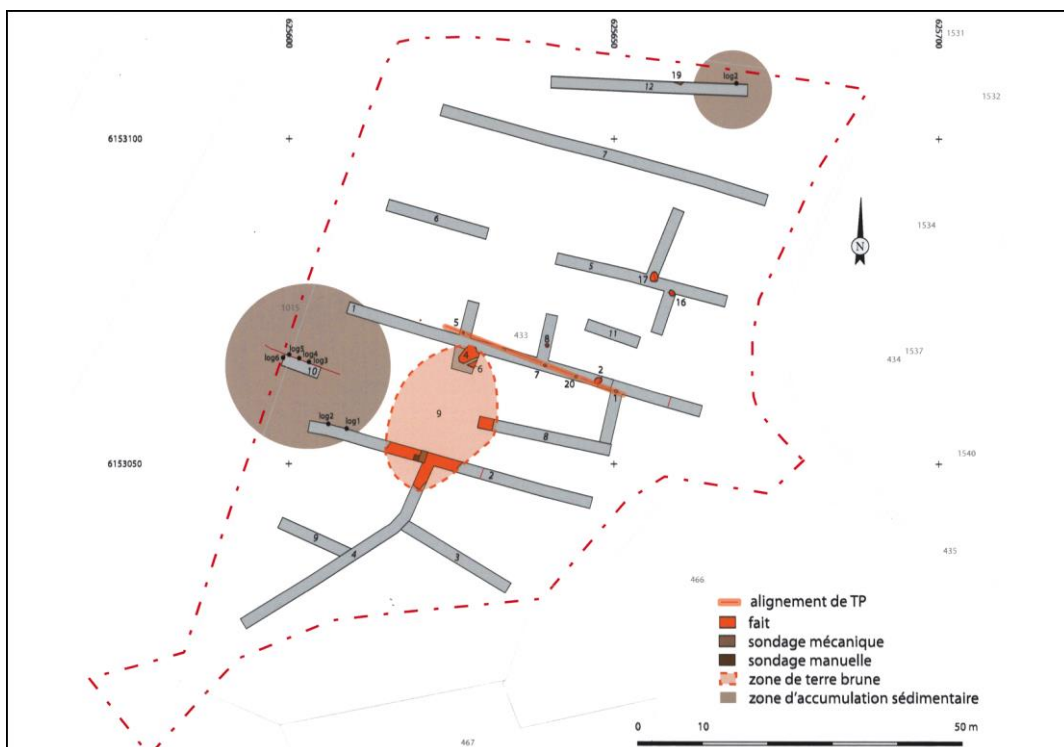 625600
625650
625700
1531
19
log2
12
1532
6153100
7
6
1534
5
17
16
1015
1
5
433
8
11
1537
log5
log6
log4
log3
10
4
6
7
20
2
1
434
9
log2
log1
8
6153050
2
1540
9
4
3
435
466
N
alignement de TP
fait
sondage mécanique
sondage manuelle
zone de terre brune
zone d'accumulation sédimentaire
0 10 50 m
467